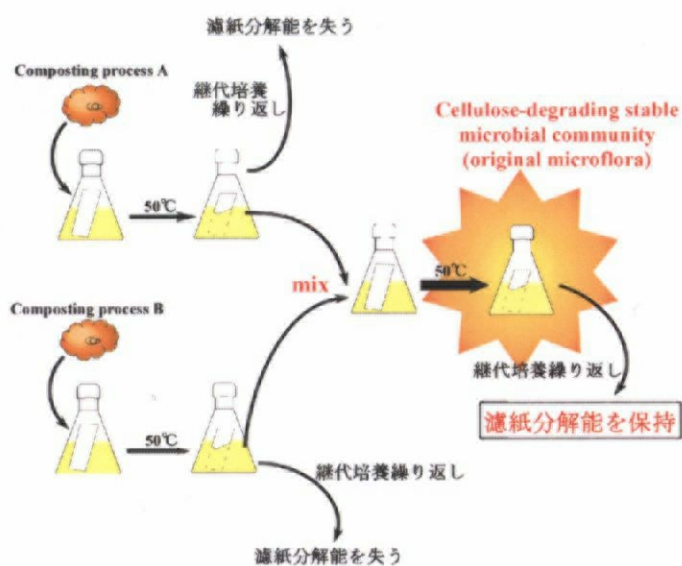 濾紙分解能を失う
Composting process A
継代培養
繰り返し
50℃
Cellulose-degrading stable
microbial community
(original microflora)
mix
50℃
Composting process B
50℃
継代培養繰り返し
濾紙分解能を保持
継代培養繰り返し
濾紙分解能を失う